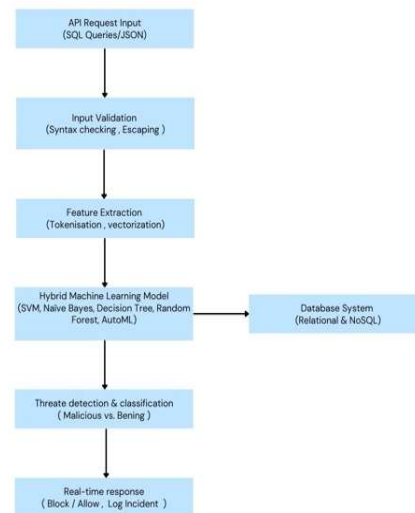 API Request Input
(SQL Queries/JSON)
Input Validation
(Syntax checking , Escaping )
Feature Extraction
(Tokenisation , vectorization)
Hybrid Machine Learning Model
(SVM, Naive Bayes, Decision Tree, Random
Forest, AutoML)
Database System
(Relational & NoSQL)
Threate detection & classification
( Malicious vs. Bening )
Real-time response
( Block / Allow , Log Incident )